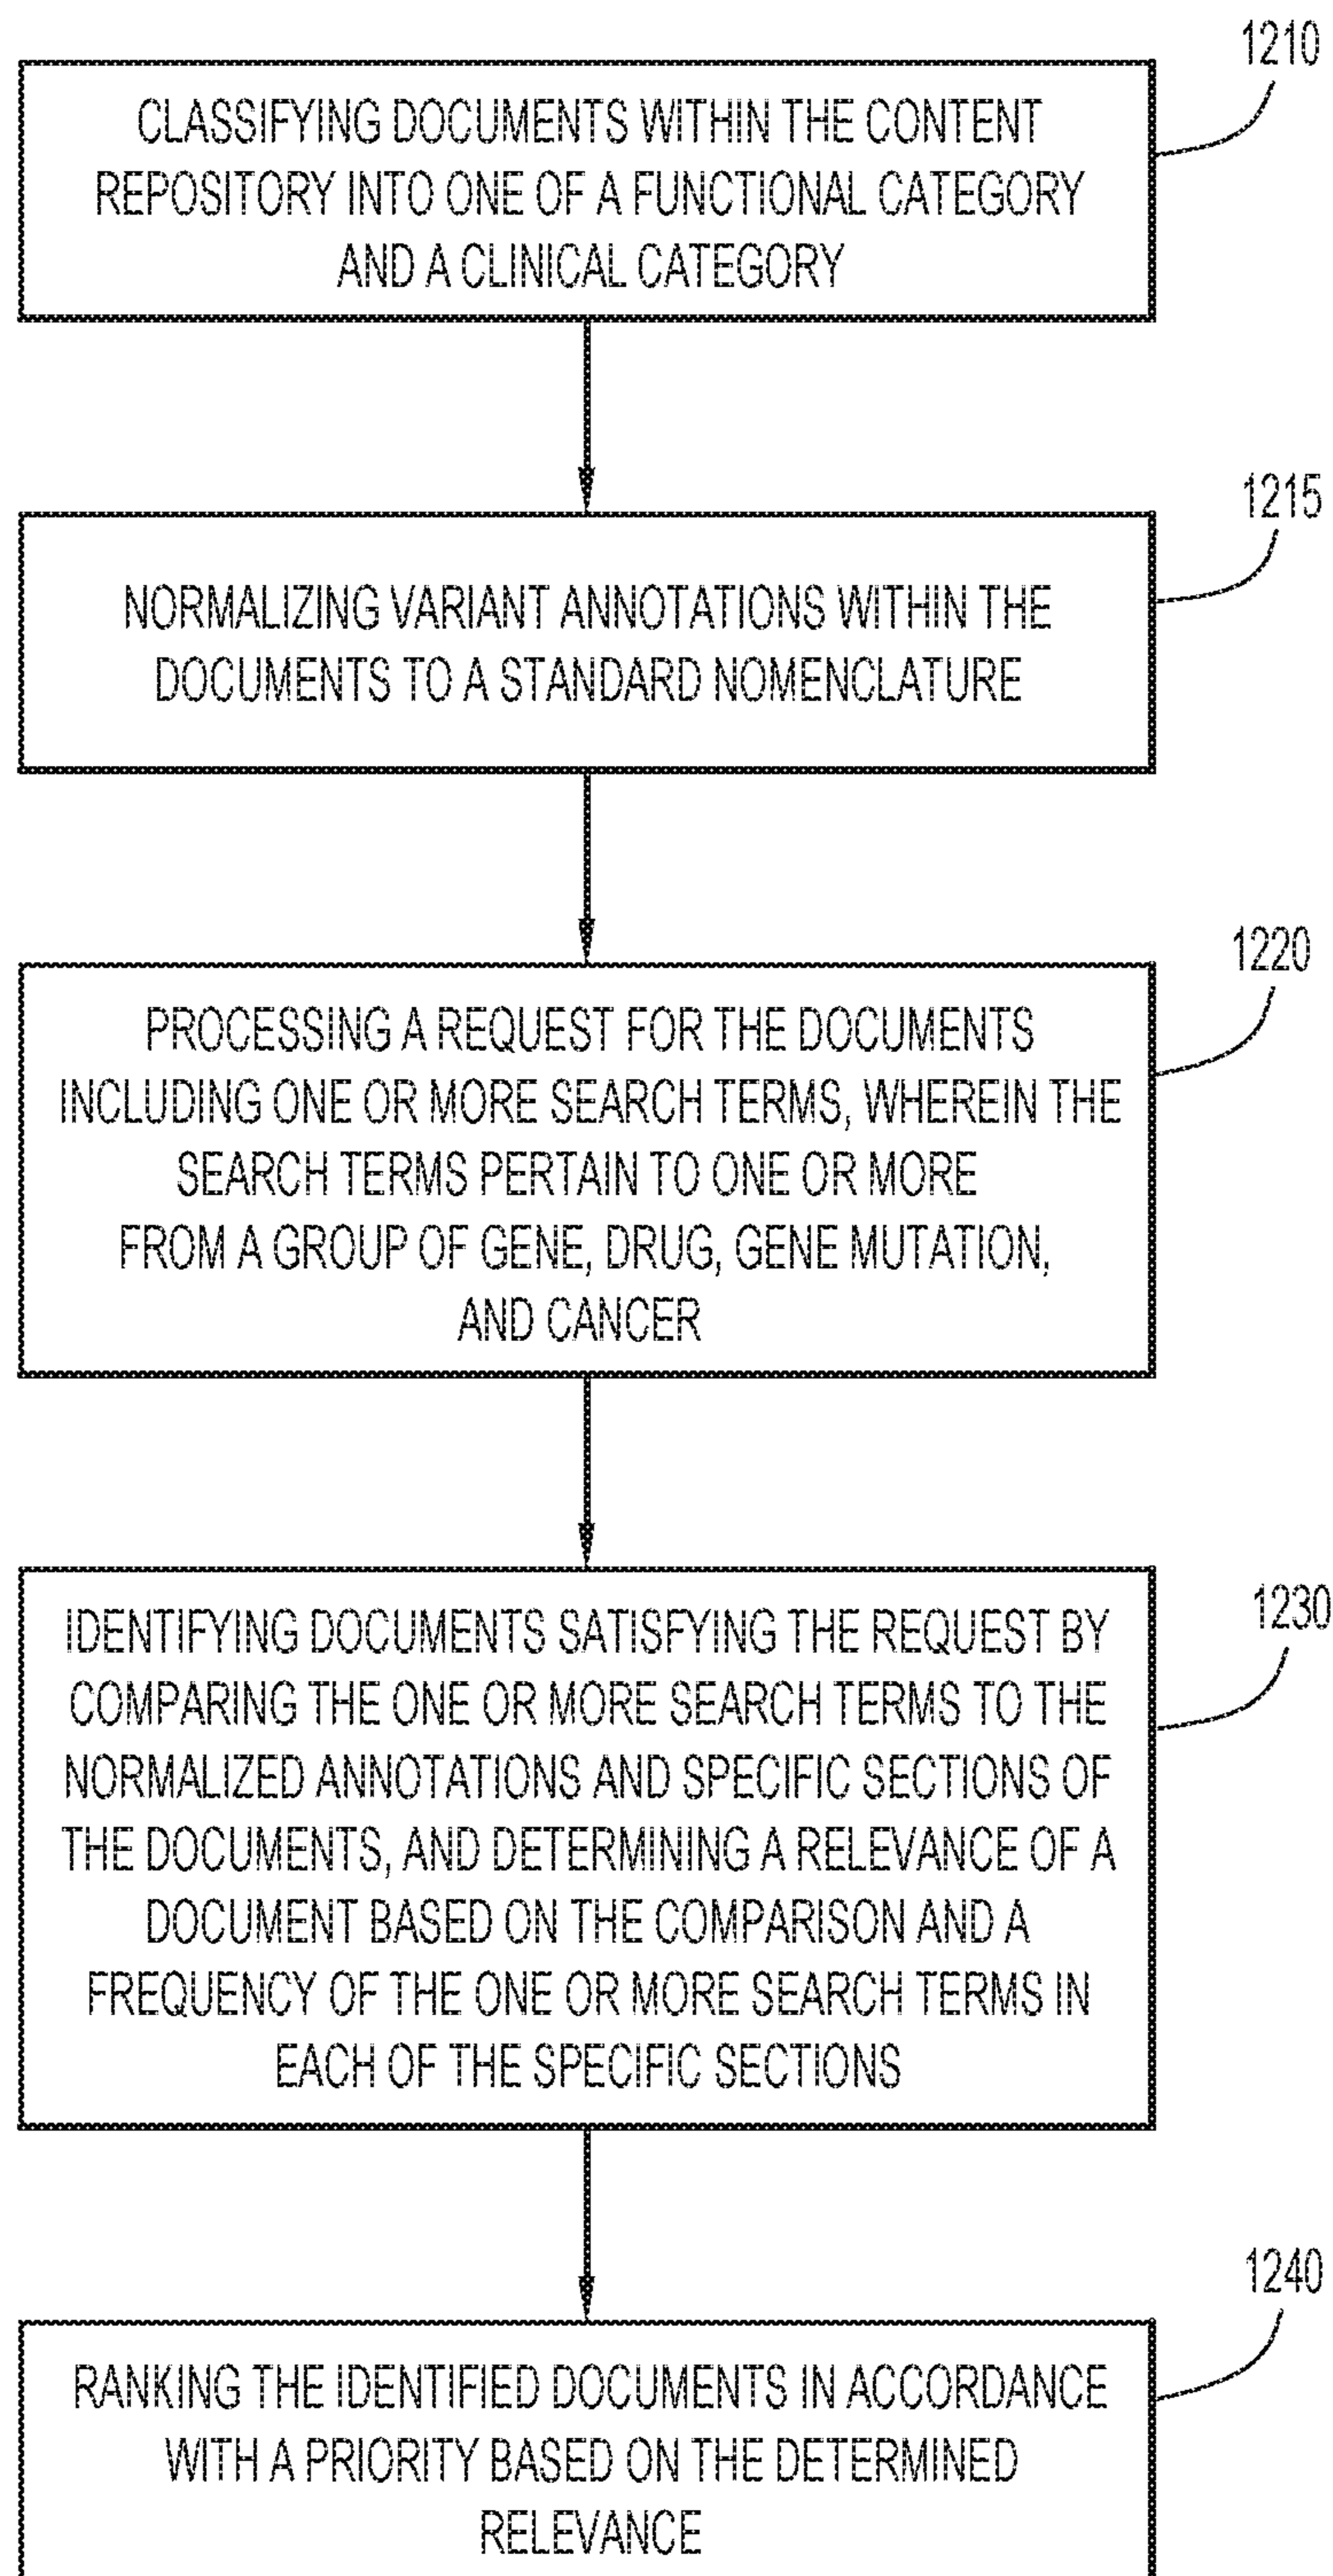 1210
CLASSIFYING DOCUMENTS WITHIN THE CONTENT
REPOSITORY INTO ONE OF A FUNCTIONAL CATEGORY
AND A CLINICAL CATEGORY
1215
NORMALIZING VARIANT ANNOTATIONS WITHIN THE
DOCUMENTS TO A STANDARD NOMENCLATURE
1220
PROCESSING A REQUEST FOR THE DOCUMENTS
INCLUDING ONE OR MORE SEARCH TERMS, WHEREIN THE
SEARCH TERMS PERTAIN TO ONE OR MORE
FROM A GROUP OF GENE, DRUG, GENE MUTATION,
AND CANCER
1230
IDENTIFYING DOCUMENTS SATISFYING THE REQUEST BY
COMPARING THE ONE OR MORE SEARCH TERMS TO THE
NORMALIZED ANNOTATIONS AND SPECIFIC SECTIONS OF
THE DOCUMENTS, AND DETERMINING A RELEVANCE OF A
DOCUMENT BASED ON THE COMPARISON AND A
FREQUENCY OF THE ONE OR MORE SEARCH TERMS IN
EACH OF THE SPECIFIC SECTIONS
1240
RANKING THE IDENTIFIED DOCUMENTS IN ACCORDANCE
WITH A PRIORITY BASED ON THE DETERMINED
RELEVANCE